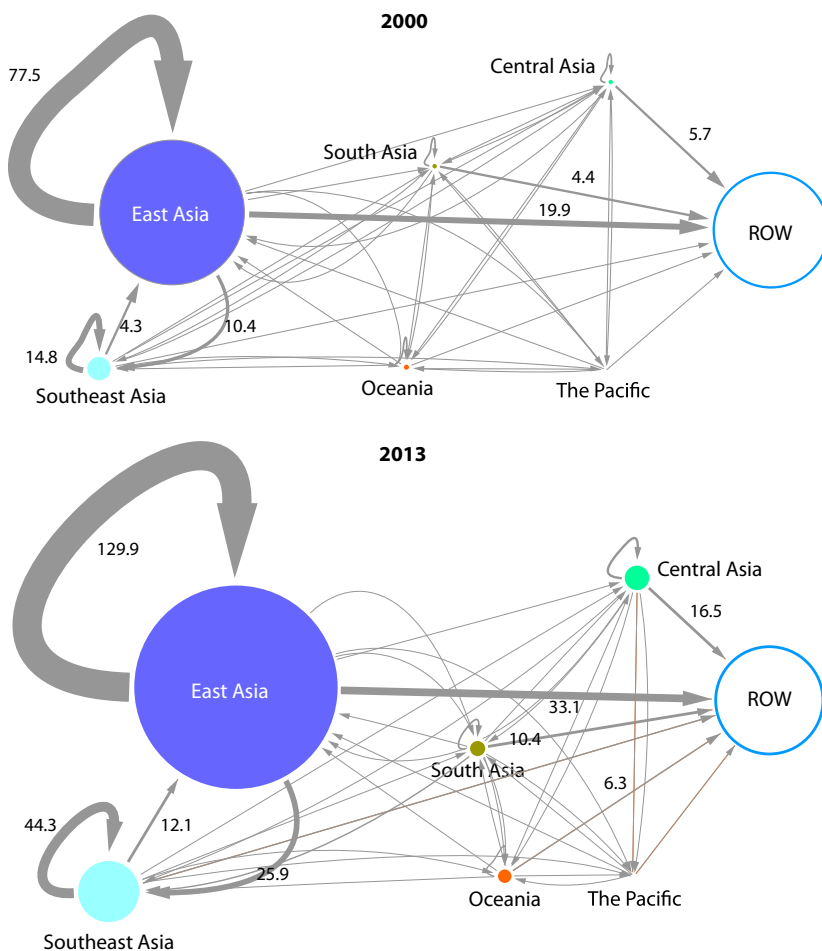 2000
77.5
Central Asia
5.7
South Asia
4.4
East Asia
19.9
ROW
4.3
10.4
14.8
Southeast Asia
Oceania
The Pacific
2013
129.9
Central Asia
16.5
East Asia
33.1
ROW
10.4
South Asia
6.3
44.3
12.1
25.9
Oceania
The Pacific
Southeast Asia